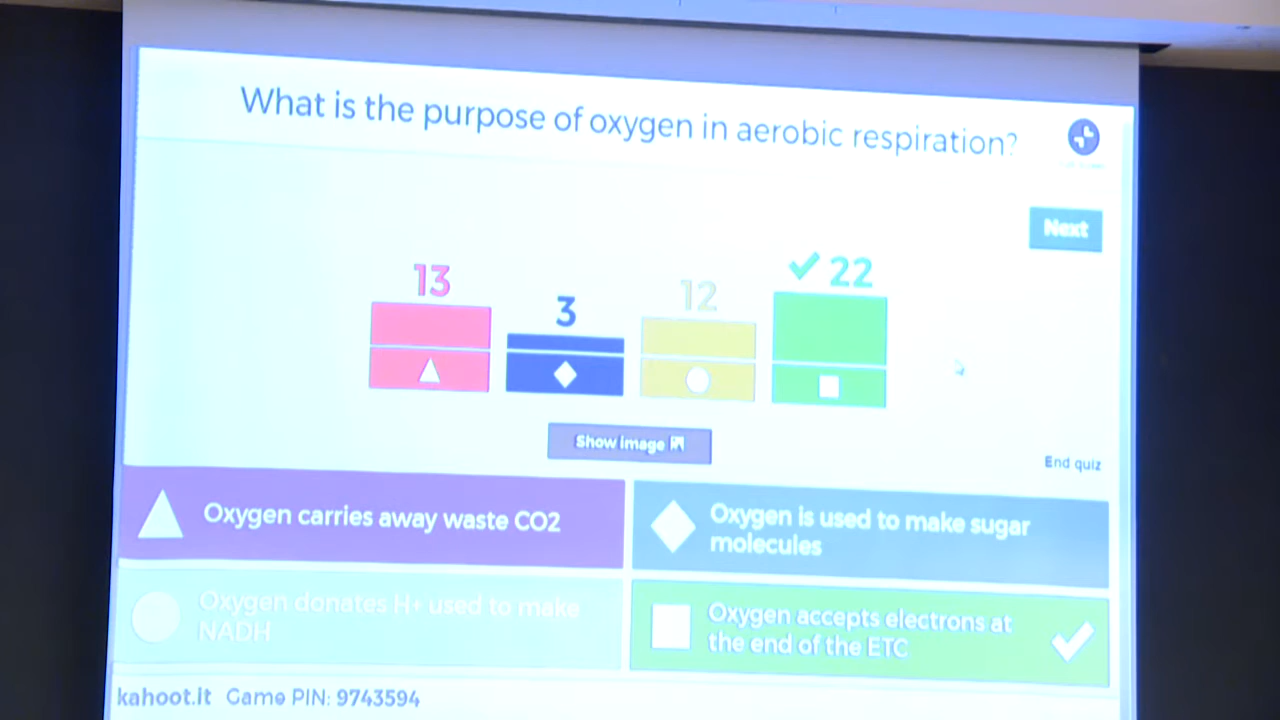 What is the purpose of oxygen in aerobic respiration?
Next
13
3
12
22
Show image
End quiz
Oxygen carries away waste CO2
Oxygen is used to make sugar
molecules
Oxygen donates H+ used to make
NADH
Oxygen accepts electrons at
the end of the ETC
kahoot.it Game PIN: 9743594